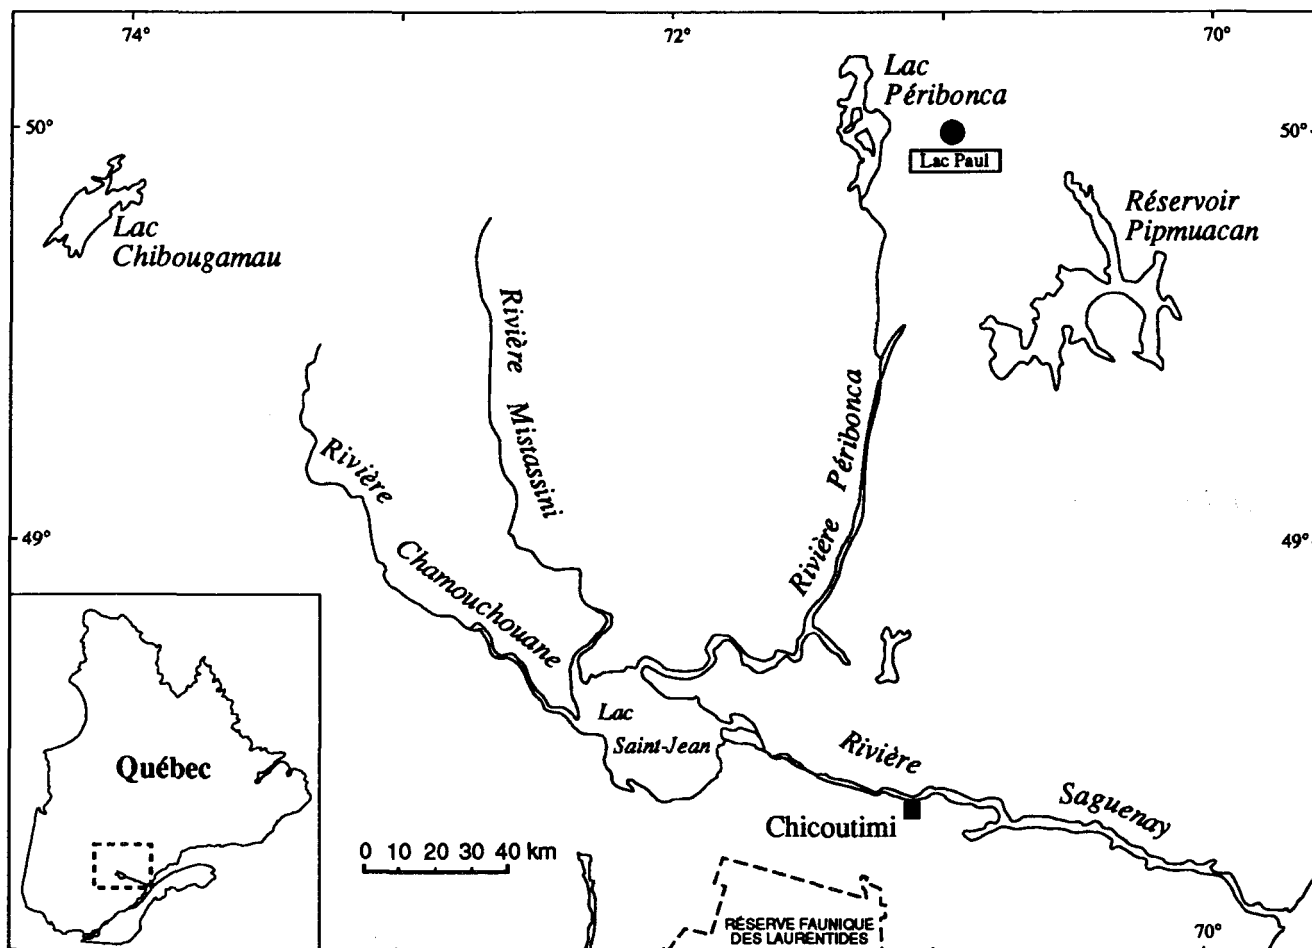 74°
72°
70°
Lac
Péribonca
50°
50°
Lac Paul
Réservoir
Pipmuacan
Lac
Chibougamau
Rivière Mistassini
Rivière Péribonca
Rivière
Chamouchouane
49°
49°
Lac
Saint-Jean
Rivière
Saguenay
Québec
Chicoutimi
0 10 20 30 40 km
RÉSERVE FAUNIQUE
DES LAURENTIDES
70°